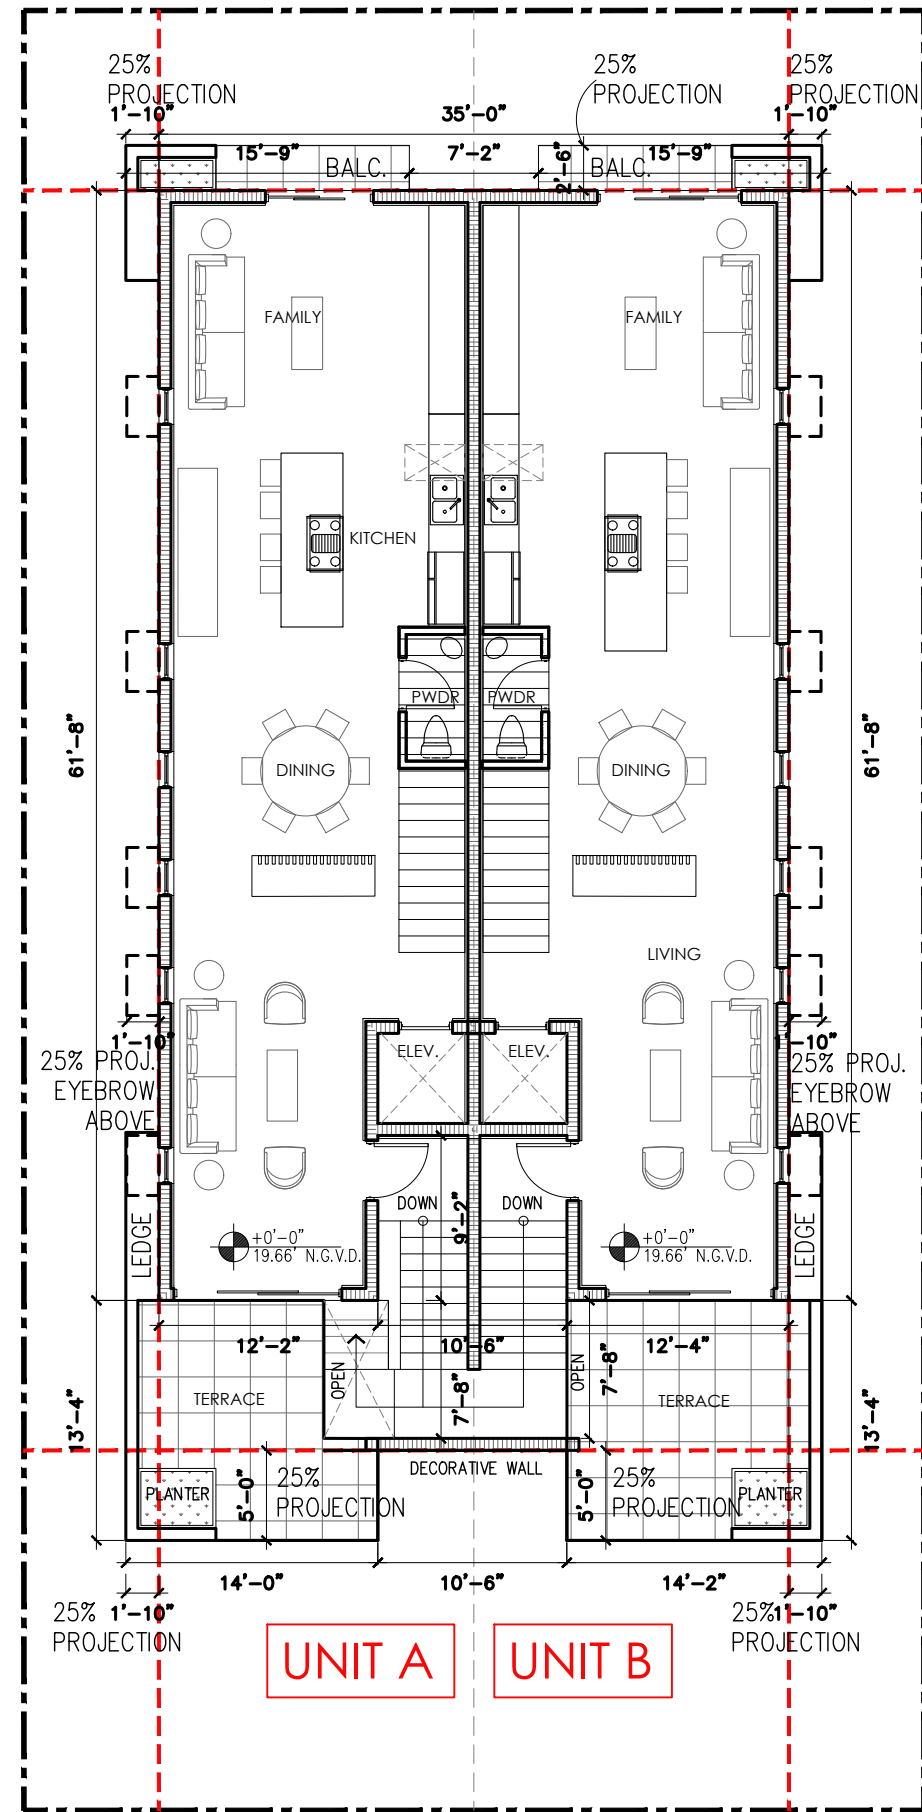 25%
PROJECTION
25%
PROJECTION
25%
PROJECTION
1'-10"
35'-0"
1'-10"
15'-9"
7'-2"
15'-9"
BALC.
2'-6"
BALC.
FAMILY
FAMILY
KITCHEN
PWDR
PWDR
61'-8"
61'-8"
DINING
DINING
LIVING
1'-10"
1'-10"
25% PROJ.
EYEBROW
ABOVE
25% PROJ.
EYEBROW
ABOVE
ELEV.
ELEV.
DOWN
DOWN
9'-2"
LEDGE
LEDGE
+0'-0"
19.66' N.G.V.D.
+0'-0"
19.66' N.G.V.D.
12'-2"
10'-6"
12'-4"
OPEN
OPEN
7'-8"
7'-8"
TERRACE
TERRACE
13'-4"
13'-4"
DECORATIVE WALL
25%
PROJECTION
25%
PROJECTION
5'-0"
5'-0"
PLANTER
PLANTER
14'-0"
10'-6"
14'-2"
25% 1'-10"
PROJECTION
25% 1'-10"
PROJECTION
UNIT A
UNIT B